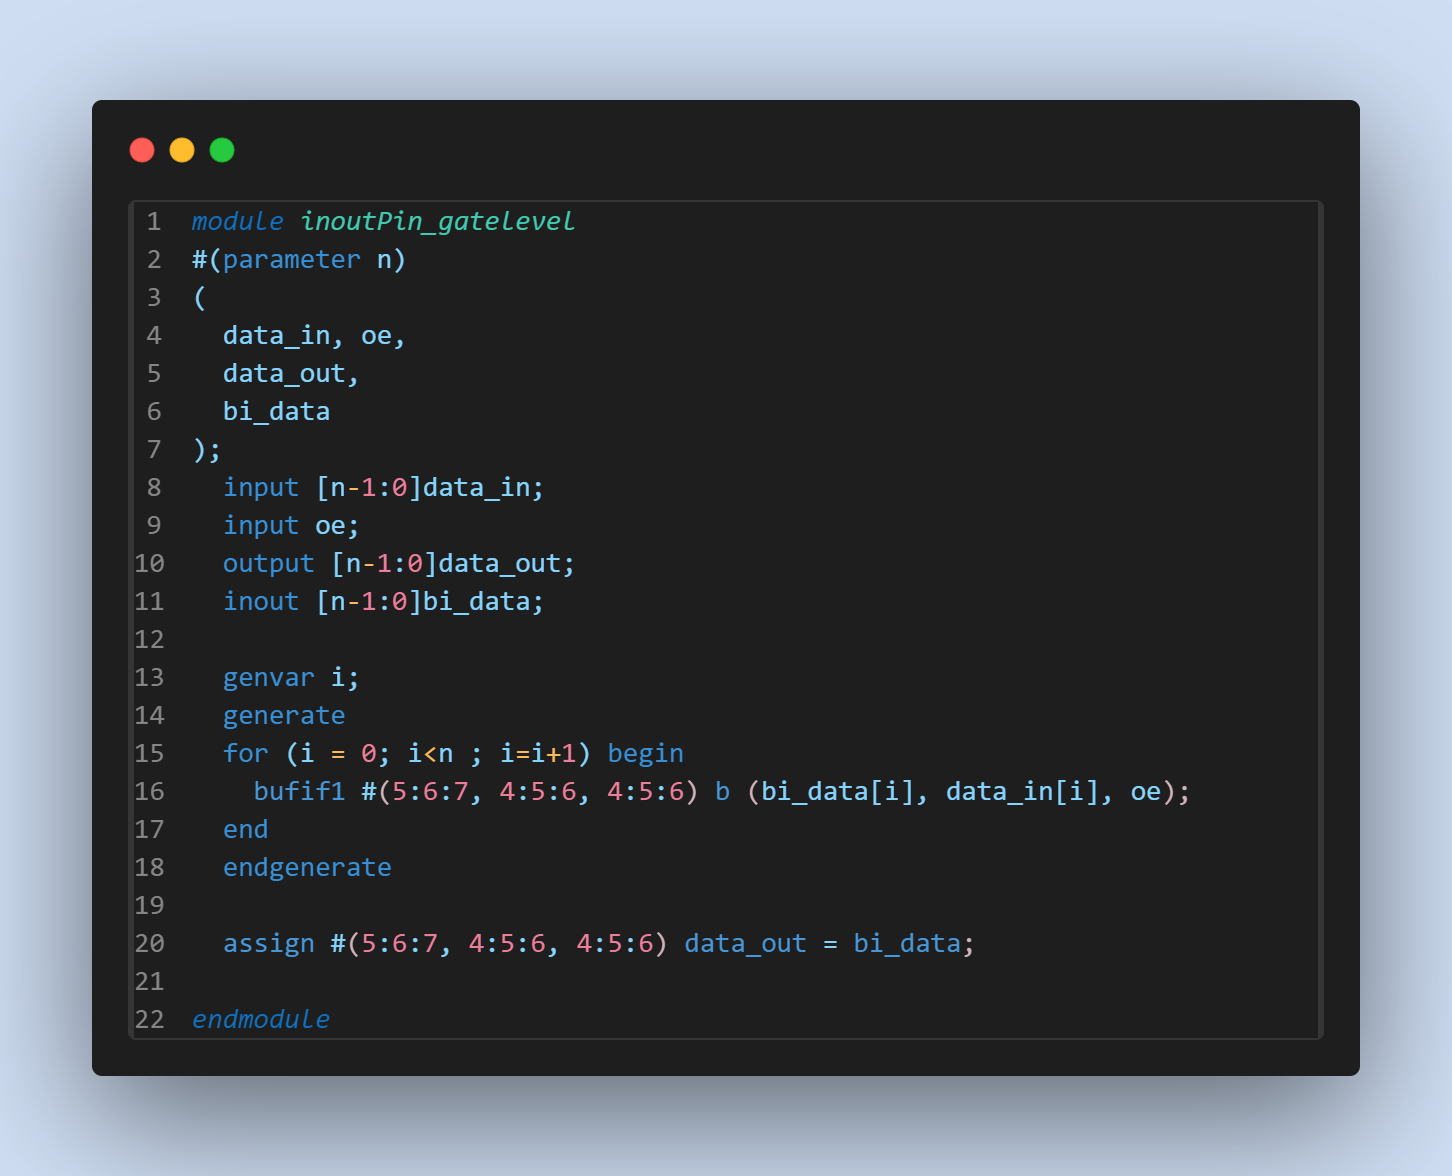 1 module inoutPin_gatelevel
2 #(parameter n)
3 (
4   data_in, oe,
5   data_out,
6   bi_data
7 );
8   input [n-1:0]data_in;
9   input oe;
10   output [n-1:0]data_out;
11   inout [n-1:0]bi_data;
12
13   genvar i;
14   generate
15   for (i = 0; i<n ; i=i+1) begin
16     bufif1 #(5:6:7, 4:5:6, 4:5:6) b (bi_data[i], data_in[i], oe);
17   end
18   endgenerate
19
20   assign #(5:6:7, 4:5:6, 4:5:6) data_out = bi_data;
21
22 endmodule